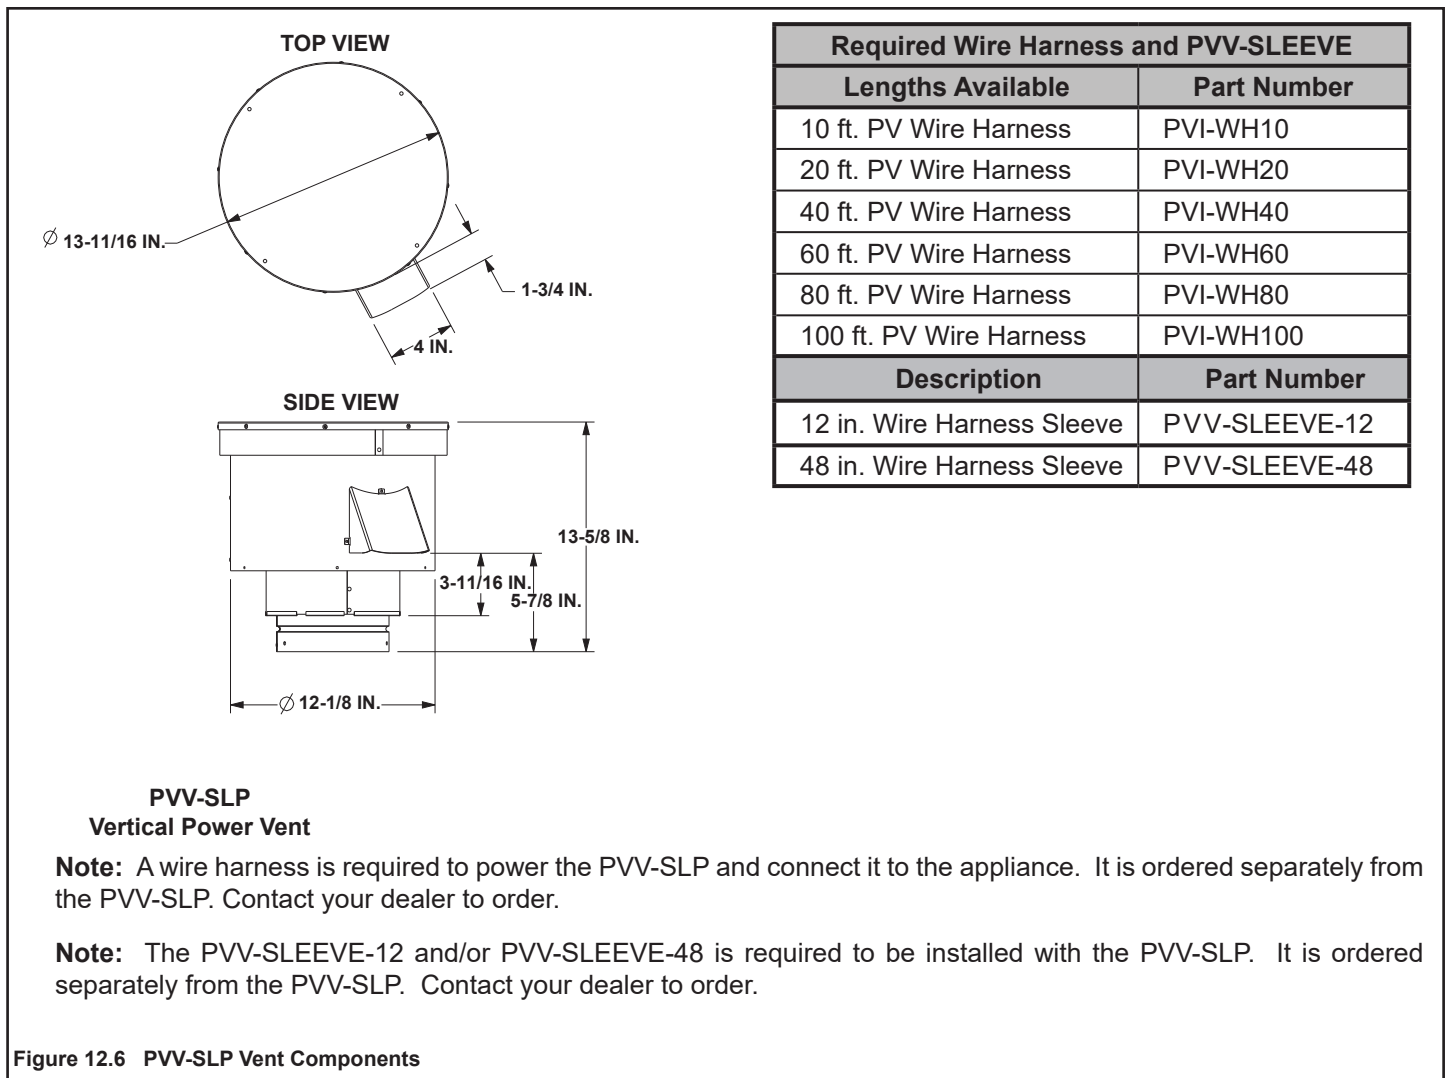 TOP VIEW
Ø 13-11/16 IN.
1-3/4 IN.
4 IN.
SIDE VIEW
13-5/8 IN.
3-11/16 IN.
5-7/8 IN.
Ø 12-1/8 IN.
Required Wire Harness and PVV-SLEEVE
Lengths Available Part Number
10 ft. PV Wire Harness PVI-WH10
20 ft. PV Wire Harness PVI-WH20
40 ft. PV Wire Harness PVI-WH40
60 ft. PV Wire Harness PVI-WH60
80 ft. PV Wire Harness PVI-WH80
100 ft. PV Wire Harness PVI-WH100
Description Part Number
12 in. Wire Harness Sleeve PVV-SLEEVE-12
48 in. Wire Harness Sleeve PVV-SLEEVE-48
PVV-SLP
Vertical Power Vent
Note: A wire harness is required to power the PVV-SLP and connect it to the appliance. It is ordered separately from
the PVV-SLP. Contact your dealer to order.
Note: The PVV-SLEEVE-12 and/or PVV-SLEEVE-48 is required to be installed with the PVV-SLP. It is ordered
separately from the PVV-SLP. Contact your dealer to order.
Figure 12.6 PVV-SLP Vent Components